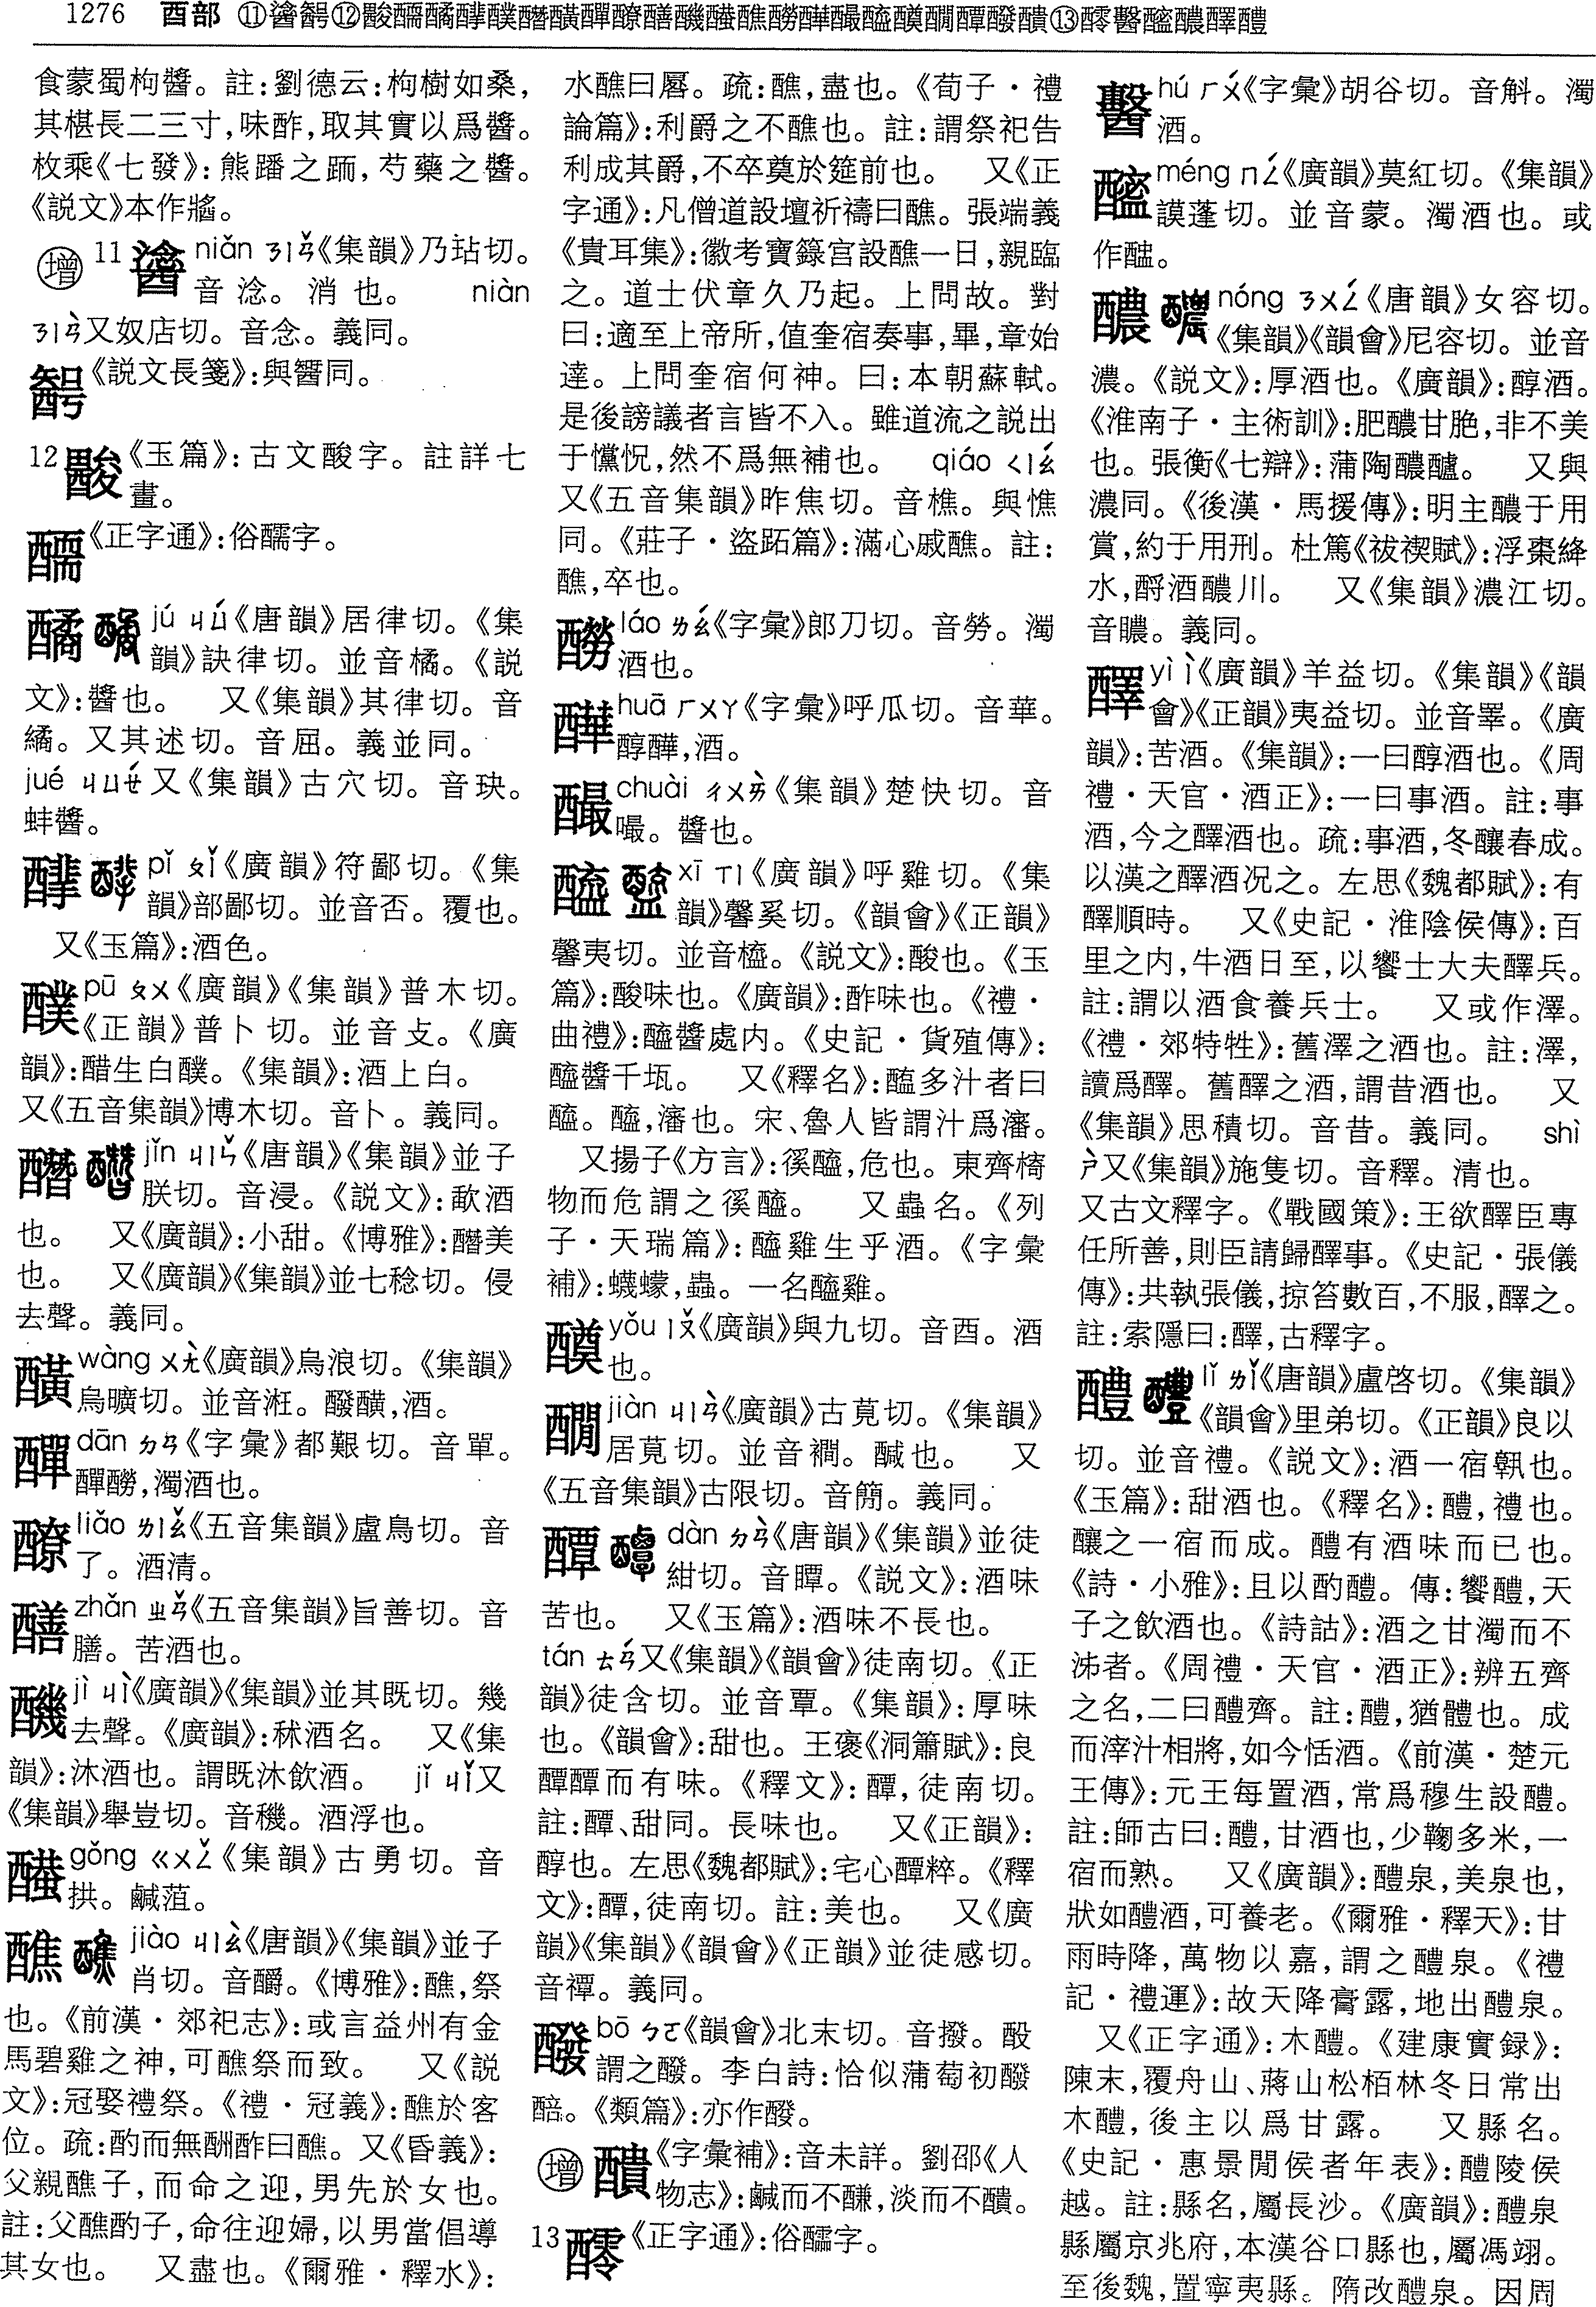 1276 酉部 ⑪⑫醹醽醭醋醮⑬醫醲醳醴
食蒙蜀枸醬。註:劉德云:枸樹如桑,
其椹長二三寸,味酢,取其實以爲醬。
枚乘《七發》:熊蹯之臑,芍藥之醬。
《説文》本作牆。
增 11 niǎn ㄋㄧㄢˇ《集韻》乃玷切。
音淰。消也。 niàn
ㄋㄧㄢˋ又奴店切。音念。義同。
《説文長箋》:與朁同。
12 《玉篇》:古文酸字。註詳七
畫。
《正字通》:俗醹字。
醹 jú ㄐㄩˊ《唐韻》居律切。《集
韻》訣律切。並音橘。《説
文》:醬也。 又《集韻》其律切。音
繘。又其述切。音屈。義並同。
jué ㄐㄩㄝˊ又《集韻》古穴切。音玦。
蚌醬。
pǐ ㄆㄧˇ《廣韻》符鄙切。《集
韻》部鄙切。並音否。覆也。
又《玉篇》:酒色。
醭 pū ㄆㄨ《廣韻》《集韻》普木切。
《正韻》普卜切。並音攴。《廣
韻》:醋生白醭。《集韻》:酒上白。
又《五音集韻》博木切。音卜。義同。
jǐn ㄐㄧㄣˇ《唐韻》《集韻》並子
朕切。音浸。《説文》:歃酒
也。 又《廣韻》:小甜。《博雅》:醋美
也。 又《廣韻》《集韻》並七稔切。侵
去聲。義同。
wàng ㄨㄤˋ《廣韻》烏浪切。《集韻》
烏曠切。並音汪。醱醋,酒。
dān ㄉㄢ《字彙》都艱切。音單。
醪,濁酒也。
liǎo ㄌㄧㄠˇ《五音集韻》盧鳥切。音
了。酒清。
zhǎn ㄓㄢˇ《五音集韻》旨善切。音
膳。苦酒也。
jì ㄐㄧˋ《廣韻》《集韻》並其既切。幾
去聲。《廣韻》:秫酒名。 又《集
韻》:沐酒也。謂既沐飲酒。 jǐ ㄐㄧˇ又
《集韻》舉豈切。音穖。酒浮也。
gǒng ㄍㄨㄥˇ《集韻》古勇切。音
拱。鹹菹。
醮 jiào ㄐㄧㄠˋ《唐韻》《集韻》並子
肖切。音釂。《博雅》:醮,祭
也。《前漢・郊祀志》:或言益州有金
馬碧雞之神,可醮祭而致。 又《説
文》:冠娶禮祭。《禮・冠義》:醮於客
位。疏:酌而無酬酢曰醮。又《昏義》:
父親醮子,而命之迎,男先於女也。
註:父醮酌子,命往迎婦,以男當倡導
其女也。 又盡也。《爾雅・釋水》:
水醮曰厬。疏:醮,盡也。《荀子・禮
論篇》:利爵之不醮也。註:謂祭祀告
利成其爵,不卒奠於筵前也。 又《正
字通》:凡僧道設壇祈禱曰醮。張端義
《貴耳集》:徽考寶籙宮設醮一日,親臨
之。道士伏章久乃起。上問故。對
曰:適至上帝所,值奎宿奏事,畢,章始
達。上問奎宿何神。曰:本朝蘇軾。
是後謗議者言皆不入。雖道流之説出
于戃怳,然不爲無補也。 qiáo ㄑㄧㄠˊ
又《五音集韻》昨焦切。音樵。與憔
同。《莊子・盜跖篇》:滿心戚醮。註:
醮,卒也。
láo ㄌㄠˊ《字彙》郎刀切。音勞。濁
酒也。
huā ㄏㄨㄚ《字彙》呼瓜切。音華。
醇,酒。
chuài ㄔㄨㄞˋ《集韻》楚快切。音
嘬。醬也。
醯 xī ㄒㄧ《廣韻》呼雞切。《集
韻》馨奚切。《韻會》《正韻》
馨夷切。並音橀。《説文》:酸也。《玉
篇》:酸味也。《廣韻》:酢味也。《禮・
曲禮》:醯醬處内。《史記・貨殖傳》:
醯醬千瓨。 又《釋名》:醢多汁者曰
醯。醯,瀋也。宋、魯人皆謂汁爲瀋。
又揚子《方言》:徯醯,危也。東齊㨆
物而危謂之徯醯。 又蟲名。《列
子・天瑞篇》:醯雞生乎酒。《字彙
補》:蠛蠓,蟲。一名醯雞。
yǒu ㄧㄡˇ《廣韻》與九切。音酉。酒
也。
jiàn ㄐㄧㄢˋ《廣韻》古莧切。《集韻》
居莧切。並音襇。鹹也。 又
《五音集韻》古限切。音簡。義同。
醰 dàn ㄉㄢˋ《唐韻》《集韻》並徒
紺切。音瞫。《説文》:酒味
苦也。 又《玉篇》:酒味不長也。
tán ㄊㄢˊ又《集韻》《韻會》徒南切。《正
韻》徒含切。並音覃。《集韻》:厚味
也。《韻會》:甜也。王褒《洞簫賦》:良
醰醰而有味。《釋文》:醰,徒南切。
註:醰、甜同。長味也。 又《正韻》:
醇也。左思《魏都賦》:宅心醰粹。《釋
文》:醰,徒南切。註:美也。 又《廣
韻》《集韻》《韻會》《正韻》並徒感切。
音禫。義同。
醱 bō ㄅㄛ《韻會》北末切。音撥。酘
謂之醱。李白詩:恰似蒲萄初醱
醅。《類篇》:亦作醱。
增 《字彙補》:音未詳。劉邵《人
物志》:鹹而不醶,淡而不醴。
13 《正字通》:俗醽字。
hú ㄏㄨˊ《字彙》胡谷切。音斛。濁
酒。
méng ㄇㄥˊ《廣韻》莫紅切。《集韻》
謨蓬切。並音蒙。濁酒也。或
作。
醲 nóng ㄋㄨㄥˊ《唐韻》女容切。
《集韻》《韻會》尼容切。並音
濃。《説文》:厚酒也。《廣韻》:醇酒。
《淮南子・主術訓》:肥醲甘脆,非不美
也。張衡《七辯》:蒲陶醲醽。 又與
濃同。《後漢・馬援傳》:明主醲于用
賞,約于用刑。杜篤《祓禊賦》:浮棗絳
水,酹酒醲川。 又《集韻》濃江切。
音膿。義同。
醳 yì ㄧˋ《廣韻》羊益切。《集韻》《韻
會》《正韻》夷益切。並音睪。《廣
韻》:苦酒。《集韻》:一曰醇酒也。《周
禮・天官・酒正》:一曰事酒。註:事
酒,今之醳酒也。疏:事酒,冬釀春成。
以漢之醳酒況之。左思《魏都賦》:有
醳順時。 又《史記・淮陰侯傳》:百
里之内,牛酒日至,以饗士大夫醳兵。
註:謂以酒食養兵士。 又或作澤。
《禮・郊特牲》:舊澤之酒也。註:澤,
讀爲醳。舊醳之酒,謂昔酒也。 又
《集韻》思積切。音昔。義同。 shì
ㄕˋ又《集韻》施隻切。音釋。清也。
又古文釋字。《戰國策》:王欲醳臣專
任所善,則臣請歸醳事。《史記・張儀
傳》:共執張儀,掠笞數百,不服,醳之。
註:索隱曰:醳,古釋字。
醴 lǐ ㄌㄧˇ《唐韻》盧啓切。《集韻》
《韻會》里弟切。《正韻》良以
切。並音禮。《説文》:酒一宿孰也。
《玉篇》:甜酒也。《釋名》:醴,禮也。
釀之一宿而成。醴有酒味而已也。
《詩・小雅》:且以酌醴。傳:饗醴,天
子之飲酒也。《詩詁》:酒之甘濁而不
泲者。《周禮・天官・酒正》:辨五齊
之名,二曰醴齊。註:醴,猶體也。成
而滓汁相將,如今恬酒。《前漢・楚元
王傳》:元王每置酒,常爲穆生設醴。
註:師古曰:醴,甘酒也,少鞠多米,一
宿而熟。 又《廣韻》:醴泉,美泉也,
狀如醴酒,可養老。《爾雅・釋天》:甘
雨時降,萬物以嘉,謂之醴泉。《禮
記・禮運》:故天降膏露,地出醴泉。
又《正字通》:木醴。《建康實録》:
陳末,覆舟山、蔣山松栢林冬日常出
木醴,後主以爲甘露。 又縣名。
《史記・惠景閒侯者年表》:醴陵侯
越。註:縣名,屬長沙。《廣韻》:醴泉
縣屬京兆府,本漢谷口縣也,屬馮翊。
至後魏,置寧夷縣。隋改醴泉。因周